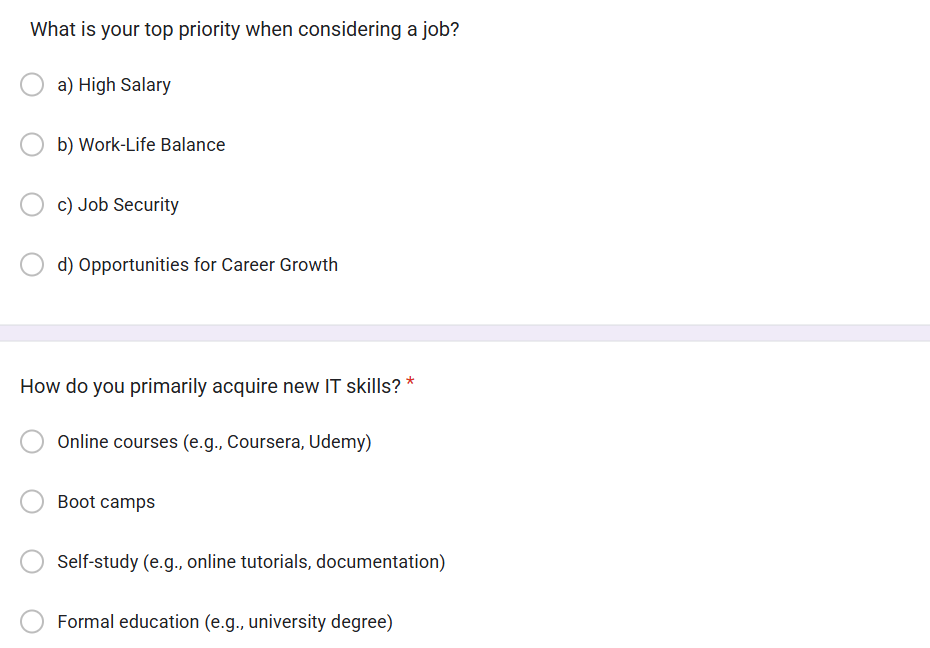 What is your top priority when considering a job?
a) High Salary
b) Work-Life Balance
c) Job Security
d) Opportunities for Career Growth
How do you primarily acquire new IT skills? *
Online courses (e.g., Coursera, Udemy)
Boot camps
Self-study (e.g., online tutorials, documentation)
Formal education (e.g., university degree)